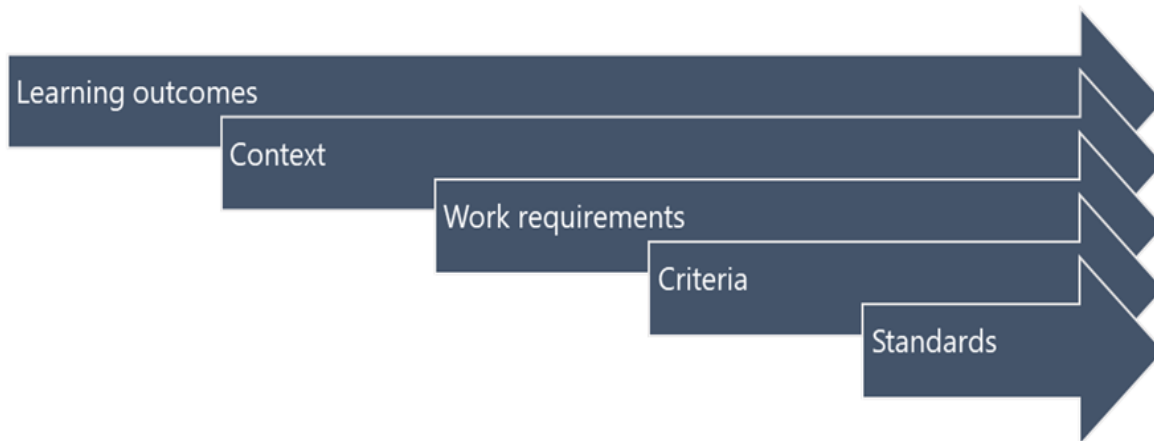 Learning outcomes
Context
Work requirements
Criteria
Standards